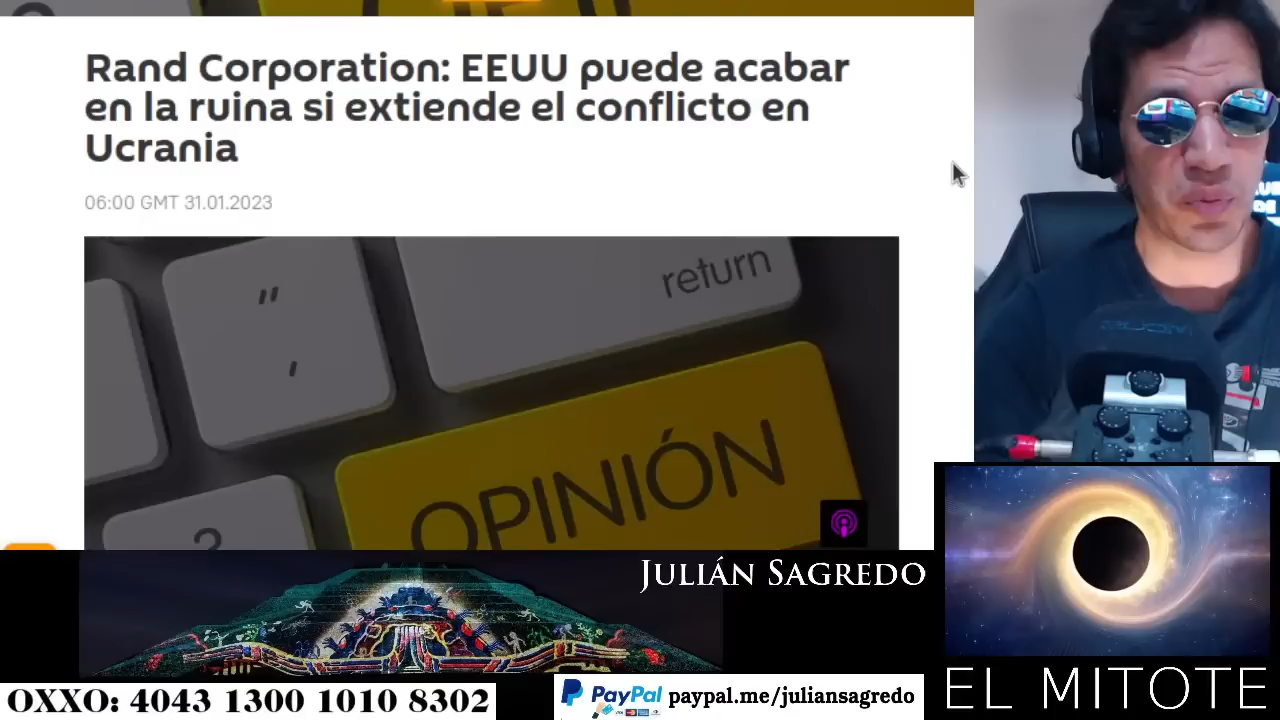 Rand Corporation: EEUU puede acabar
en la ruina si extiende el conflicto en
Ucrania
06:00 GMT 31.01.2023
return
OPINIÓN
?
JULIÁN SAGREDO
OXXO: 4043 1300 1010 8302
PayPal paypal.me/juliansagredo
EL MITOTE